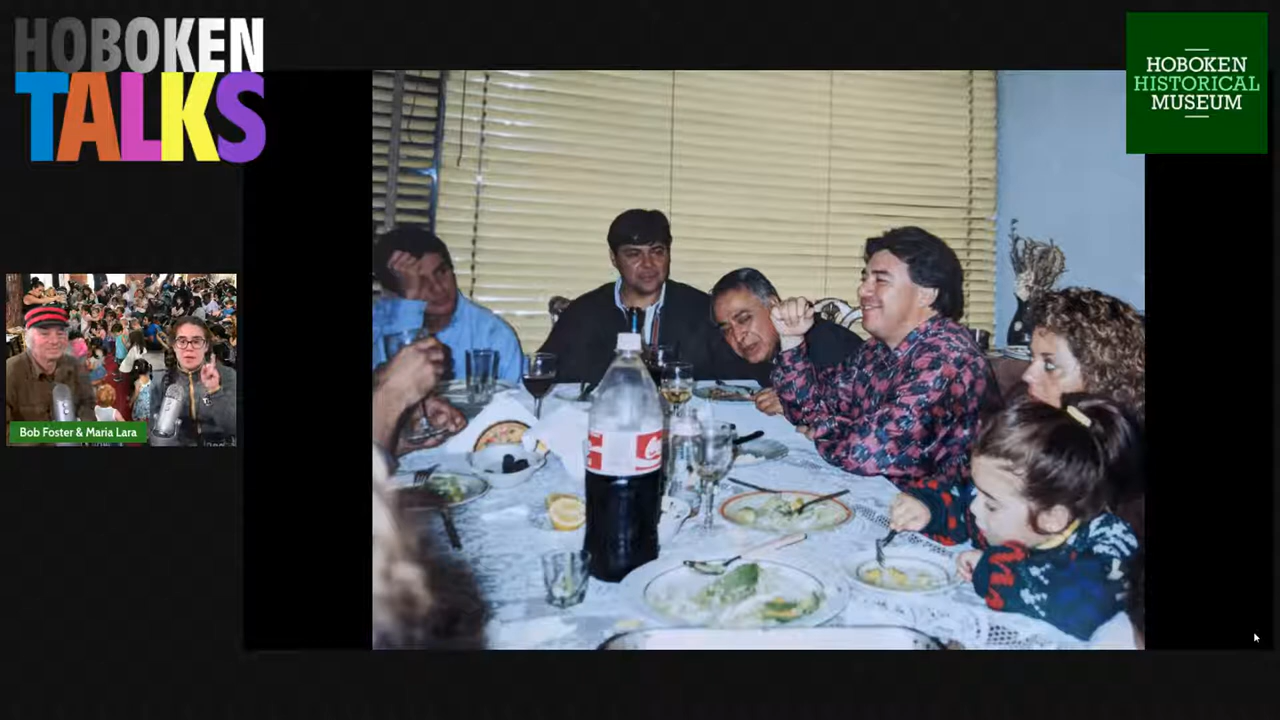 HOBOKEN
TALKS
HOBOKEN
HISTORICAL
MUSEUM
Bob Foster & Maria Lara